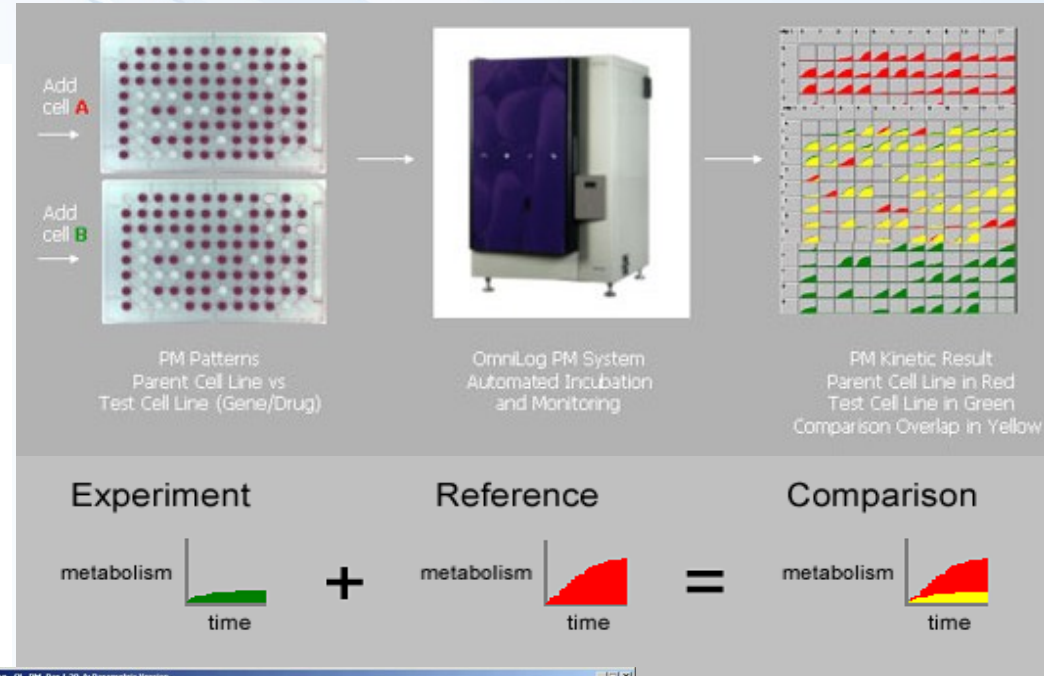 Add
cell A
Add
cell B
PM Patterns
Parent Cell Line vs
Test Cell Line (Gene/Drug)
OmniLog PM System
Automated Incubation
and Monitoring
PM Kinetic Result
Parent Cell Line in Red
Test Cell Line in Green
Comparison Overlap in Yellow
Experiment
Reference
Comparison
metabolism
time
+
metabolism
time
=
metabolism
time